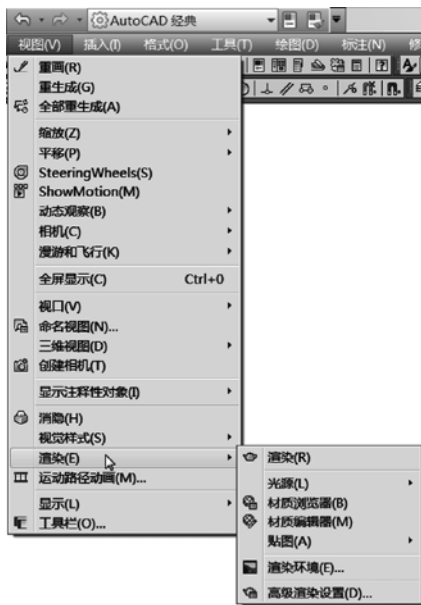 AutoCAD 经典
视图(V) 插入(I) 格式(O) 工具(T) 绘图(D) 标注(N) 修
重画(R)
重生成(G)
全部重生成(A)
缩放(Z)
平移(P)
SteeringWheels(S)
ShowMotion(M)
动态观察(B)
相机(C)
漫游和飞行(K)
全屏显示(C) Ctrl+0
视口(V)
命名视图(N)...
三维视图(D)
创建相机(T)
显示注释性对象(I)
消隐(H)
视觉样式(S)
渲染(E)
运动路径动画(M)...
显示(L)
工具栏(O)...
渲染(R)
光源(L)
材质浏览器(B)
材质编辑器(M)
贴图(A)
渲染环境(E)...
高级渲染设置(D)...